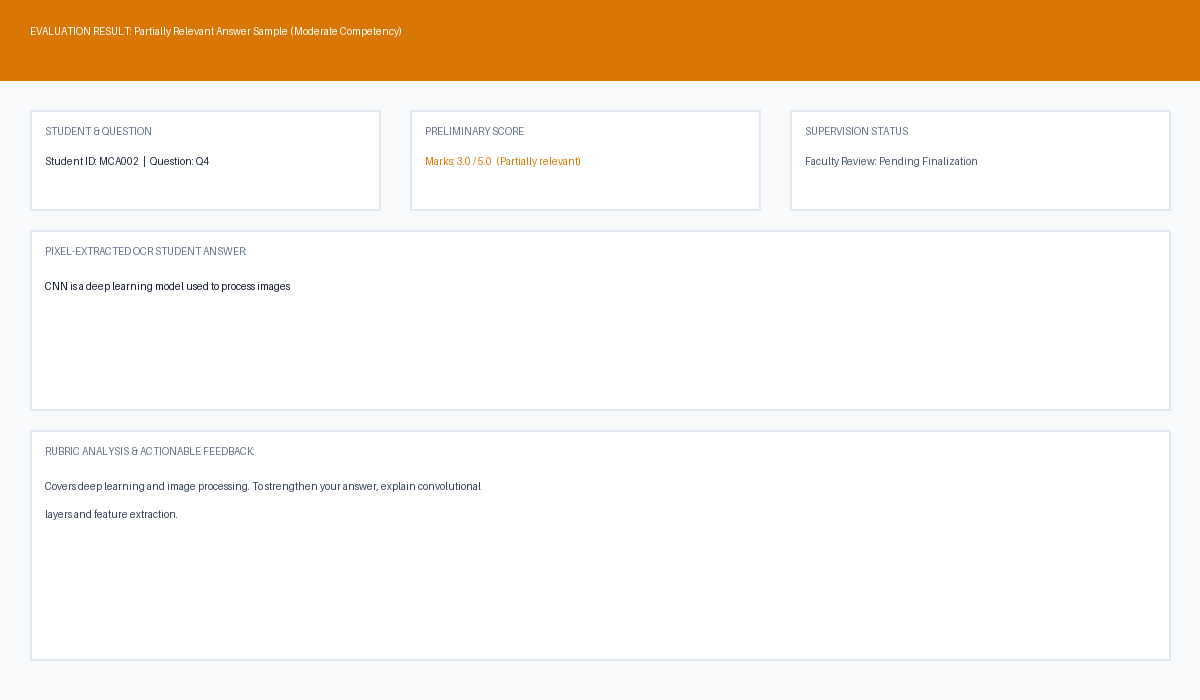 EVALUATION RESULT: Partially Relevant Answer Sample (Moderate Competency)
STUDENT & QUESTION
Student ID: MCA002 | Question: Q4
PRELIMINARY SCORE
Marks: 3.0 / 5.0 (Partially relevant)
SUPERVISION STATUS
Faculty Review: Pending Finalization
PIXEL-EXTRACTED OCR STUDENT ANSWER:
CNN is a deep learning model used to process images
RUBRIC ANALYSIS & ACTIONABLE FEEDBACK:
Covers deep learning and image processing. To strengthen your answer, explain convolutional
layers and feature extraction.